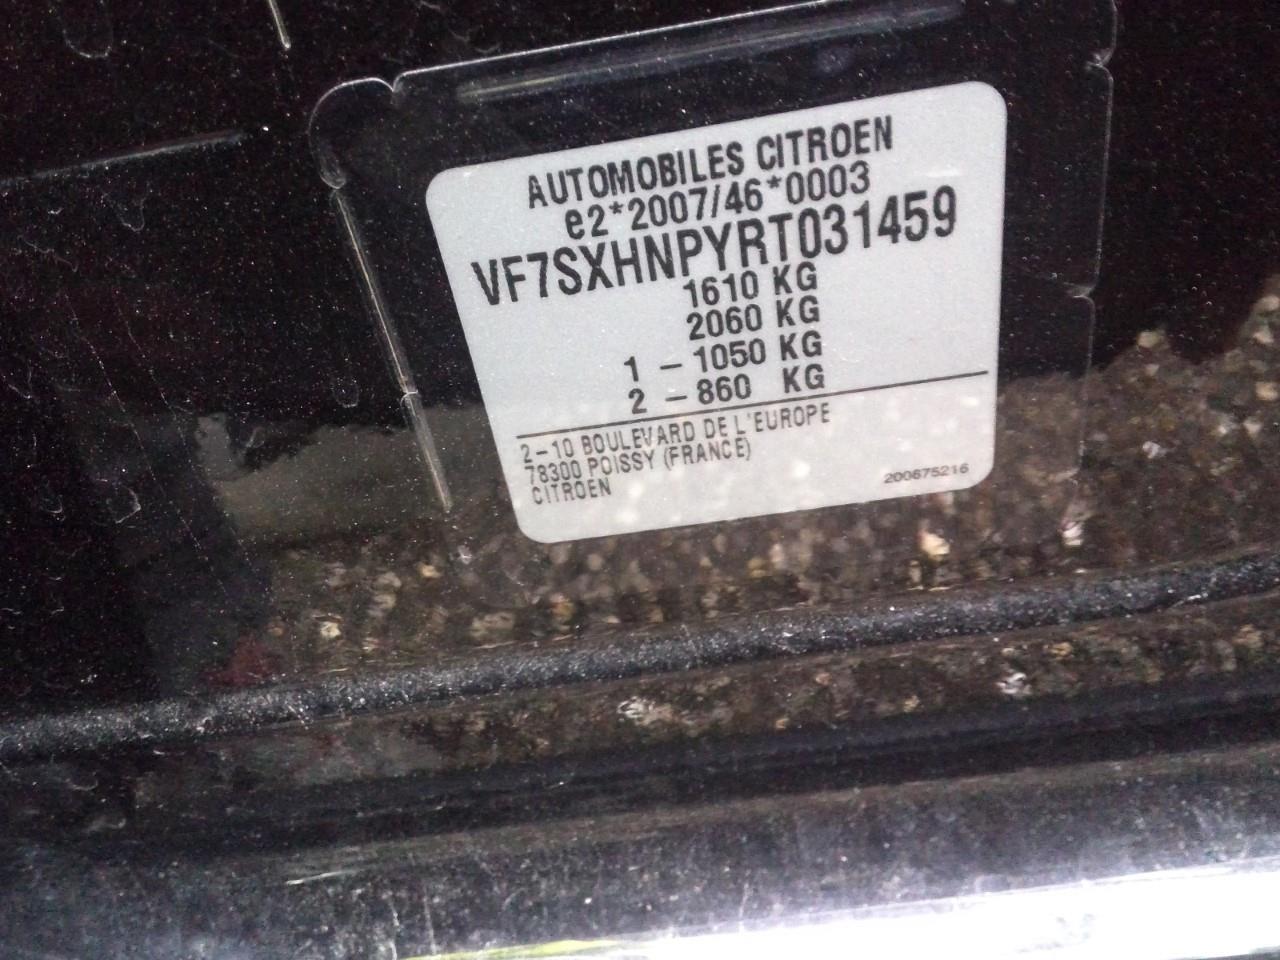 AUTOMOBILES CITROEN
e2*2007/46*0003
VF7SXHNPYRT031459
1610 KG
2060 KG
1 - 1050 KG
2 - 860 KG
2-10 BOULEVARD DE L'EUROPE
78300 POISSY (FRANCE)
CITROEN
200675216